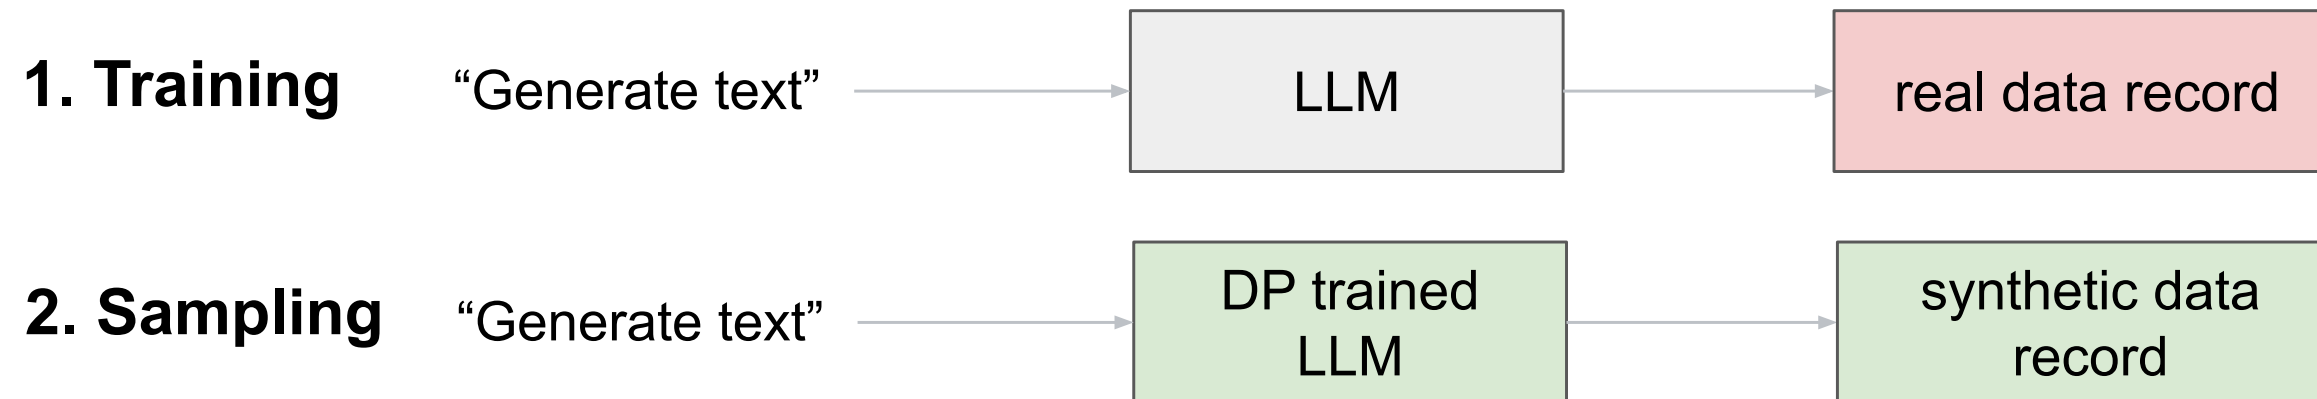 1. Training
“Generate text”
LLM
real data record
2. Sampling
“Generate text”
DP trained
LLM
synthetic data
record